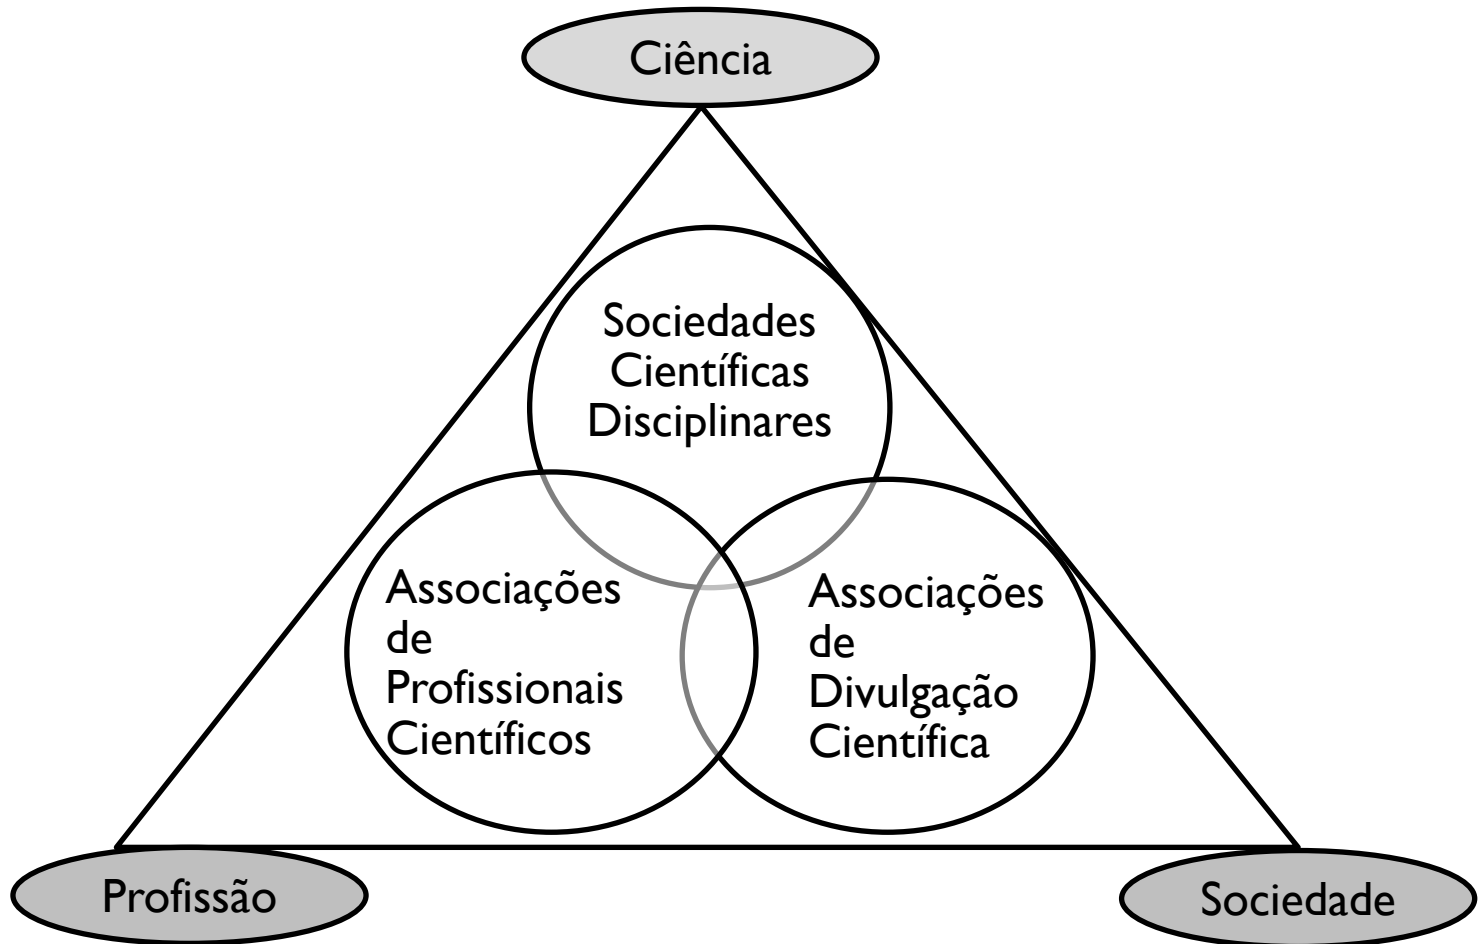 Ciência
Sociedades
Científicas
Disciplinares
Associações
de
Profissionais
Científicos
Associações
de
Divulgação
Científica
Profissão
Sociedade